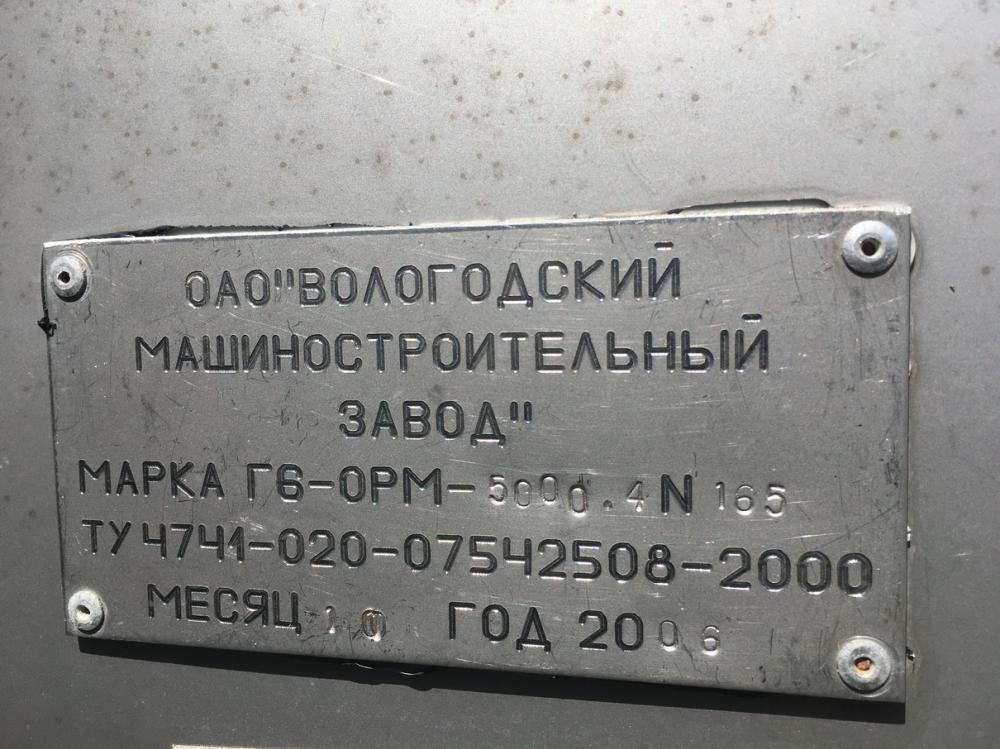 ОАО"ВОЛОГОДСКИЙ
МАШИНОСТРОИТЕЛЬНЫЙ
ЗАВОД"
МАРКА Г6-ОРМ-5000.4 N 165
ТУ 4741-020-07542508-2000
МЕСЯЦ 10 ГОД 2006